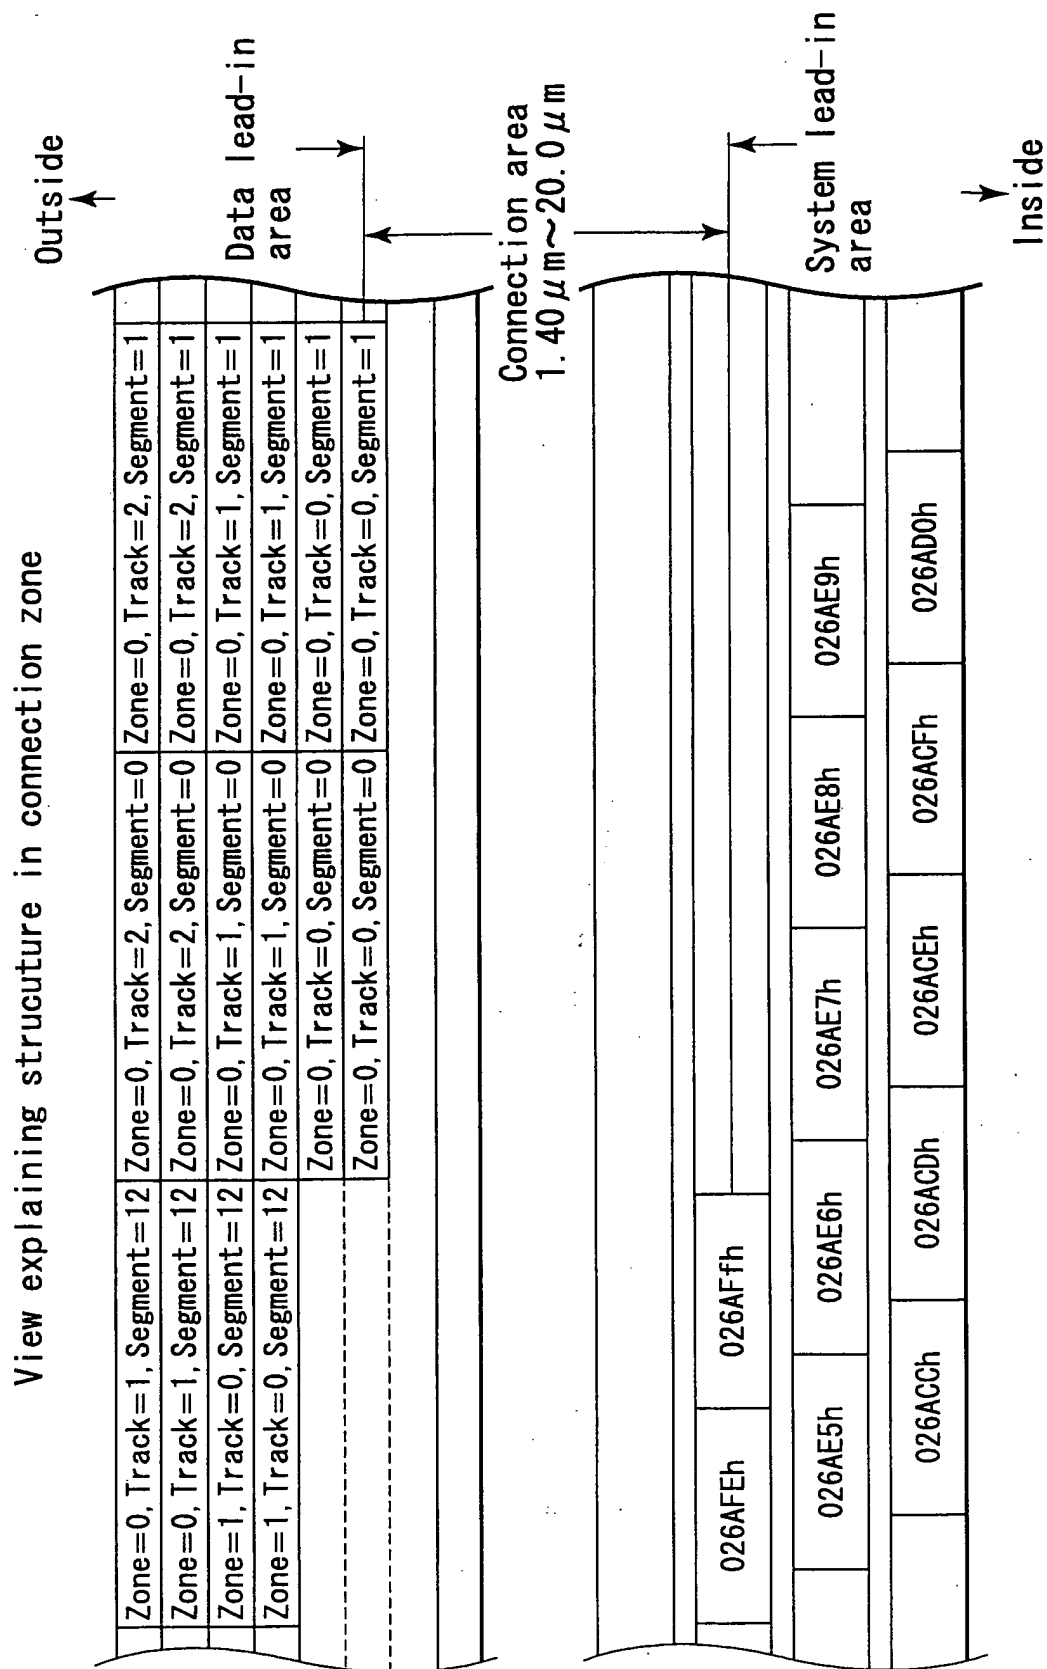 View explaining strucuture in connection zone
Outside
Zone=0, Track=1, Segment=12 Zone=0, Track=2, Segment=0 Zone=0, Track=2, Segment=1
Zone=0, Track=1, Segment=12 Zone=0, Track=2, Segment=0 Zone=0, Track=2, Segment=1
Zone=1, Track=0, Segment=12 Zone=0, Track=1, Segment=0 Zone=0, Track=1, Segment=1
Zone=1, Track=0, Segment=12 Zone=0, Track=1, Segment=0 Zone=0, Track=1, Segment=1
Zone=0, Track=0, Segment=0 Zone=0, Track=0, Segment=1
Zone=0, Track=0, Segment=0 Zone=0, Track=0, Segment=1
Data lead-in
area
Connection area
1.40μm~20.0μm
026AFEh 026AFfh
026AE5h 026AE6h 026AE7h 026AE8h 026AE9h
System lead-in
area
026ACCh 026ACDh 026ACEh 026ACFh 026AD0h
Inside